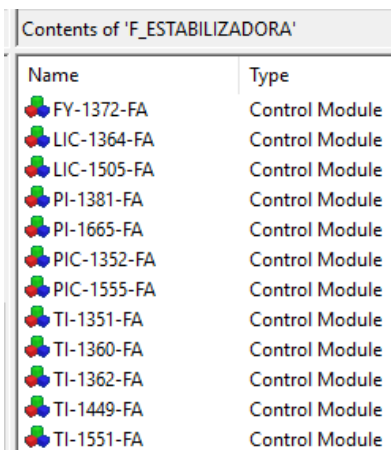 Contents of 'F_ESTABILIZADORA'
Name Type
FY-1372-FA Control Module
LIC-1364-FA Control Module
LIC-1505-FA Control Module
PI-1381-FA Control Module
PI-1665-FA Control Module
PIC-1352-FA Control Module
PIC-1555-FA Control Module
TI-1351-FA Control Module
TI-1360-FA Control Module
TI-1362-FA Control Module
TI-1449-FA Control Module
TI-1551-FA Control Module